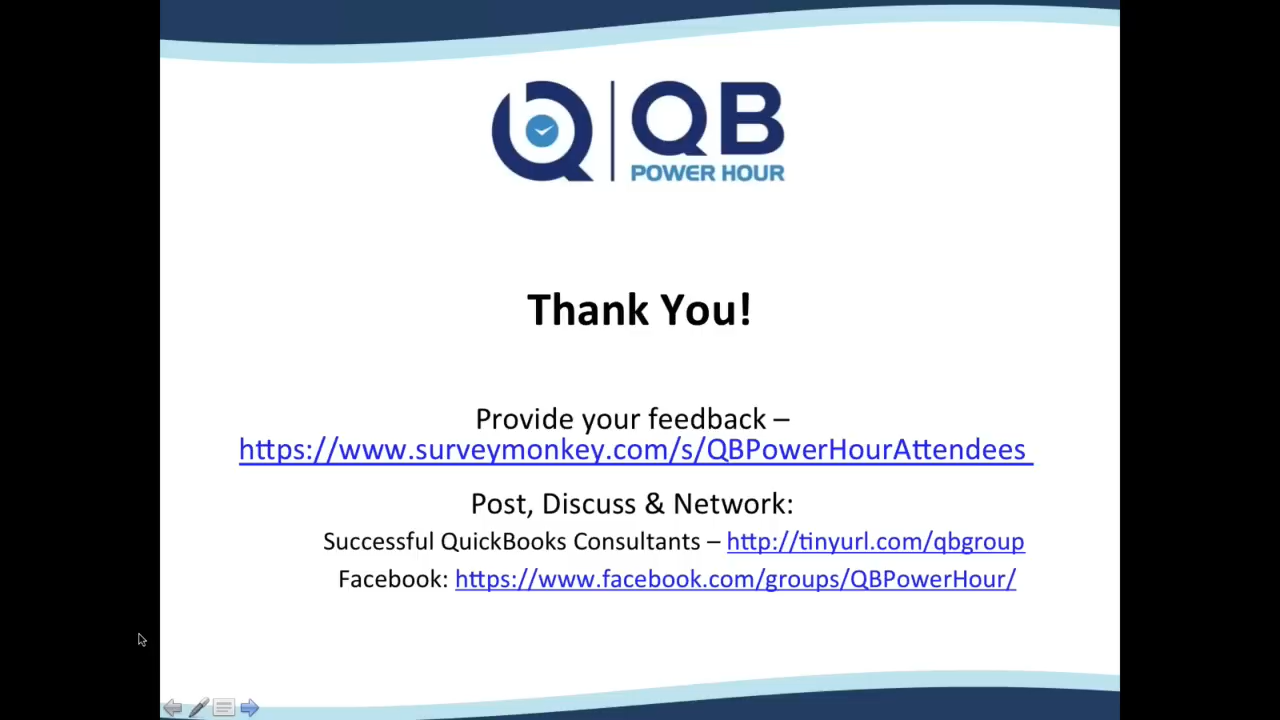 QB
POWER HOUR
Thank You!
Provide your feedback –
https://www.surveymonkey.com/s/QBPowerHourAttendees
Post, Discuss & Network:
Successful QuickBooks Consultants – http://tinyurl.com/qbgroup
Facebook: https://www.facebook.com/groups/QBPowerHour/